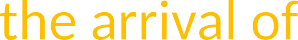 the arrival of